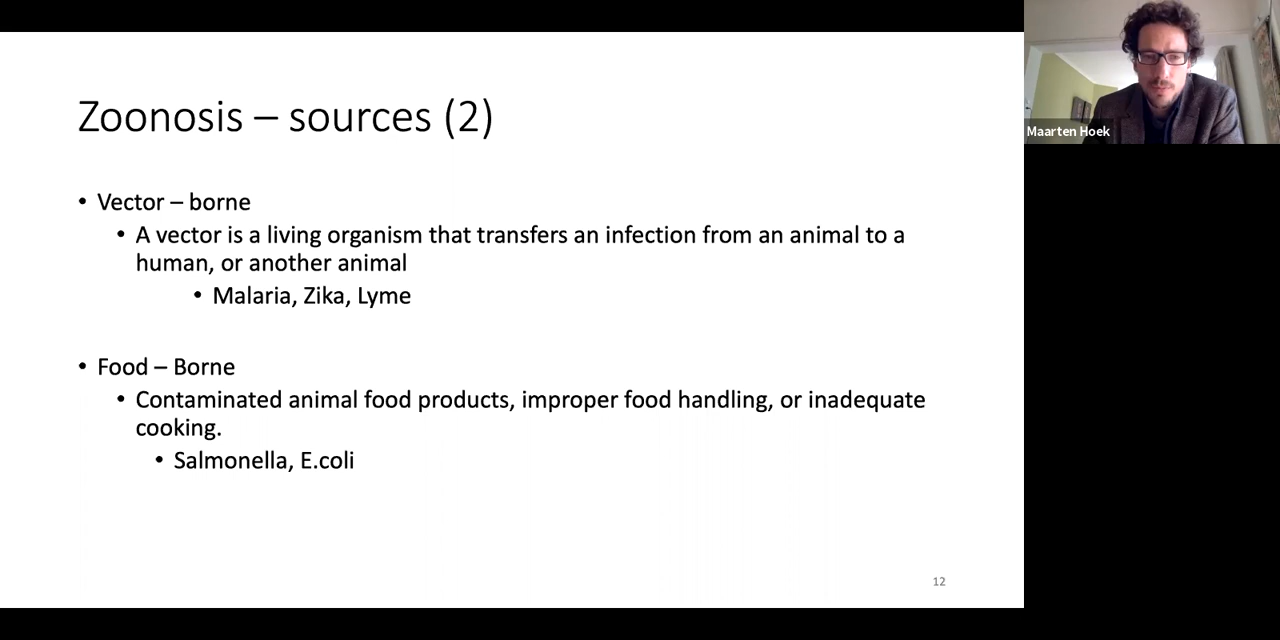 Zoonosis – sources (2)
• Vector – borne
• A vector is a living organism that transfers an infection from an animal to a
human, or another animal
• Malaria, Zika, Lyme
• Food – Borne
• Contaminated animal food products, improper food handling, or inadequate
cooking.
• Salmonella, E.coli
12
Maarten Hoek